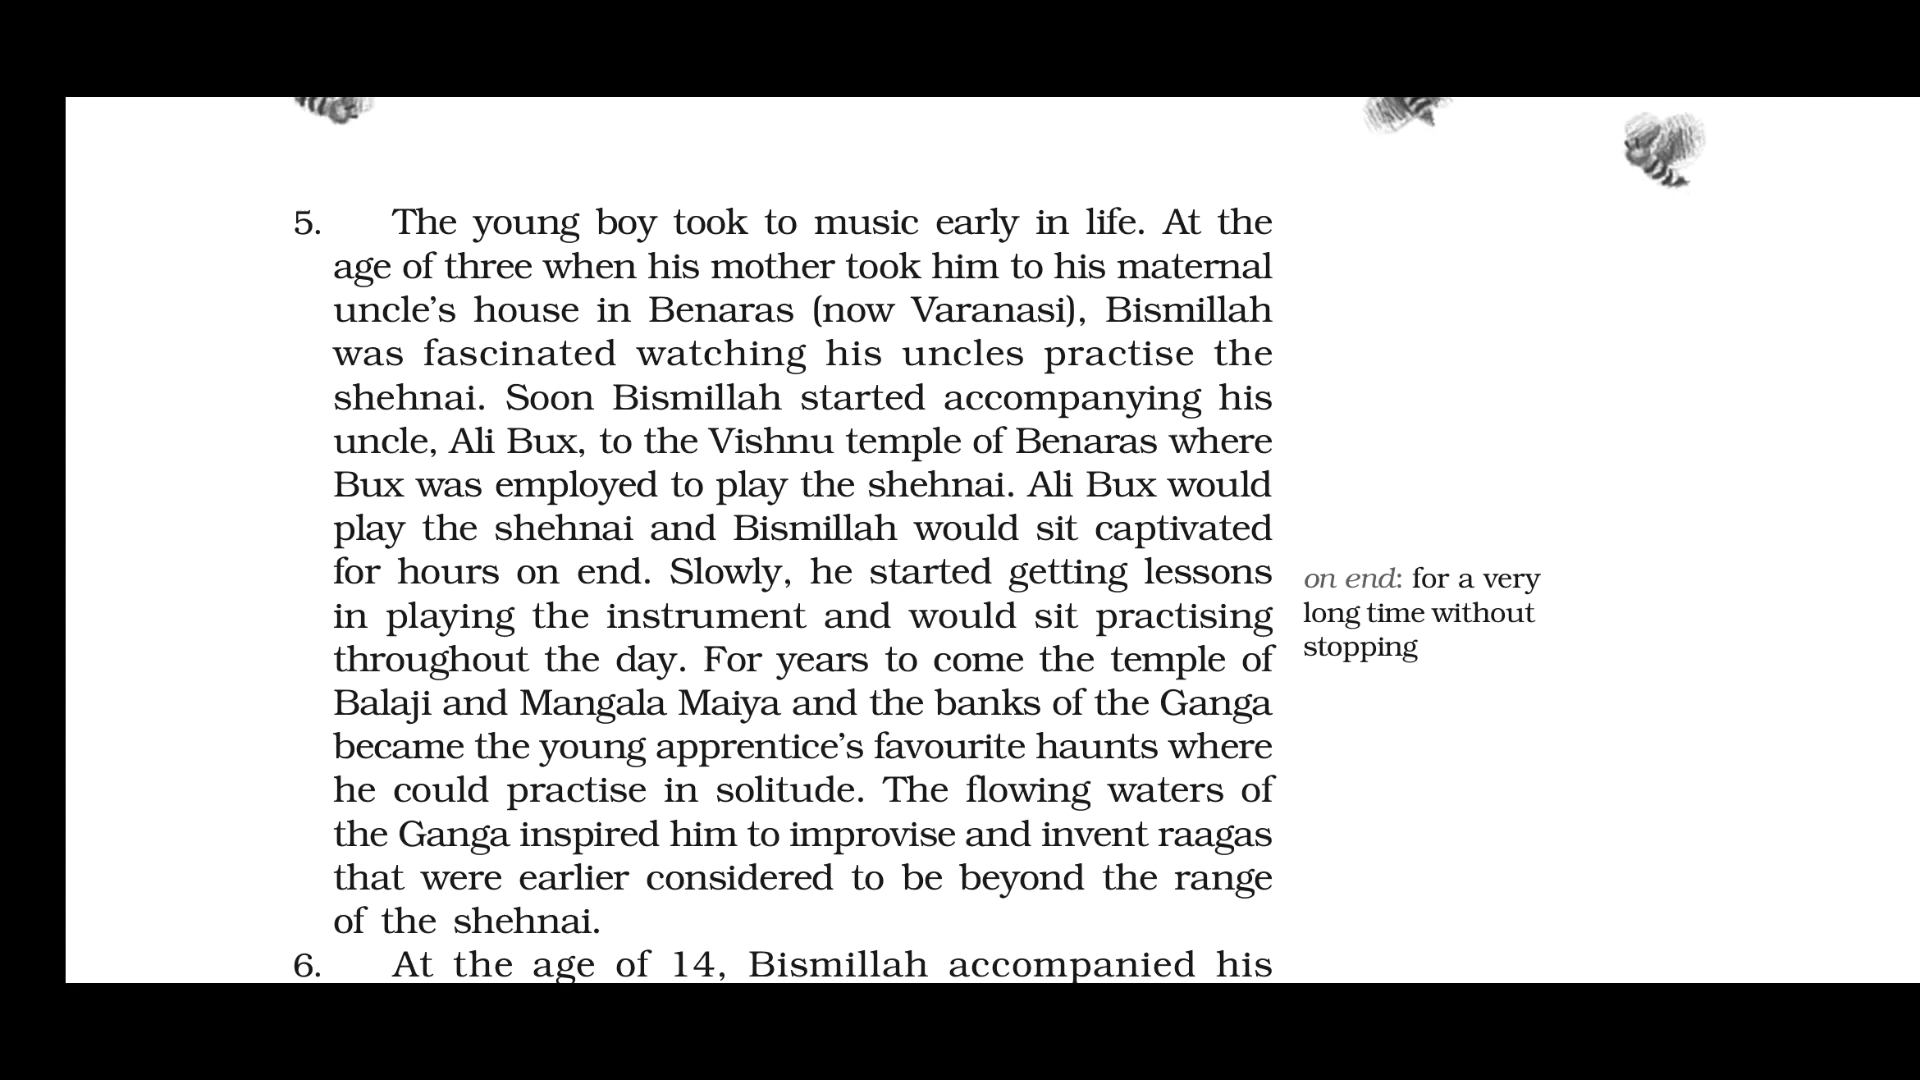 5. The young boy took to music early in life. At the
age of three when his mother took him to his maternal
uncle’s house in Benaras (now Varanasi), Bismillah
was fascinated watching his uncles practise the
shehnai. Soon Bismillah started accompanying his
uncle, Ali Bux, to the Vishnu temple of Benaras where
Bux was employed to play the shehnai. Ali Bux would
play the shehnai and Bismillah would sit captivated
for hours on end. Slowly, he started getting lessons
in playing the instrument and would sit practising
throughout the day. For years to come the temple of
Balaji and Mangala Maiya and the banks of the Ganga
became the young apprentice’s favourite haunts where
he could practise in solitude. The flowing waters of
the Ganga inspired him to improvise and invent raagas
that were earlier considered to be beyond the range
of the shehnai.
6. At the age of 14, Bismillah accompanied his
on end: for a very
long time without
stopping